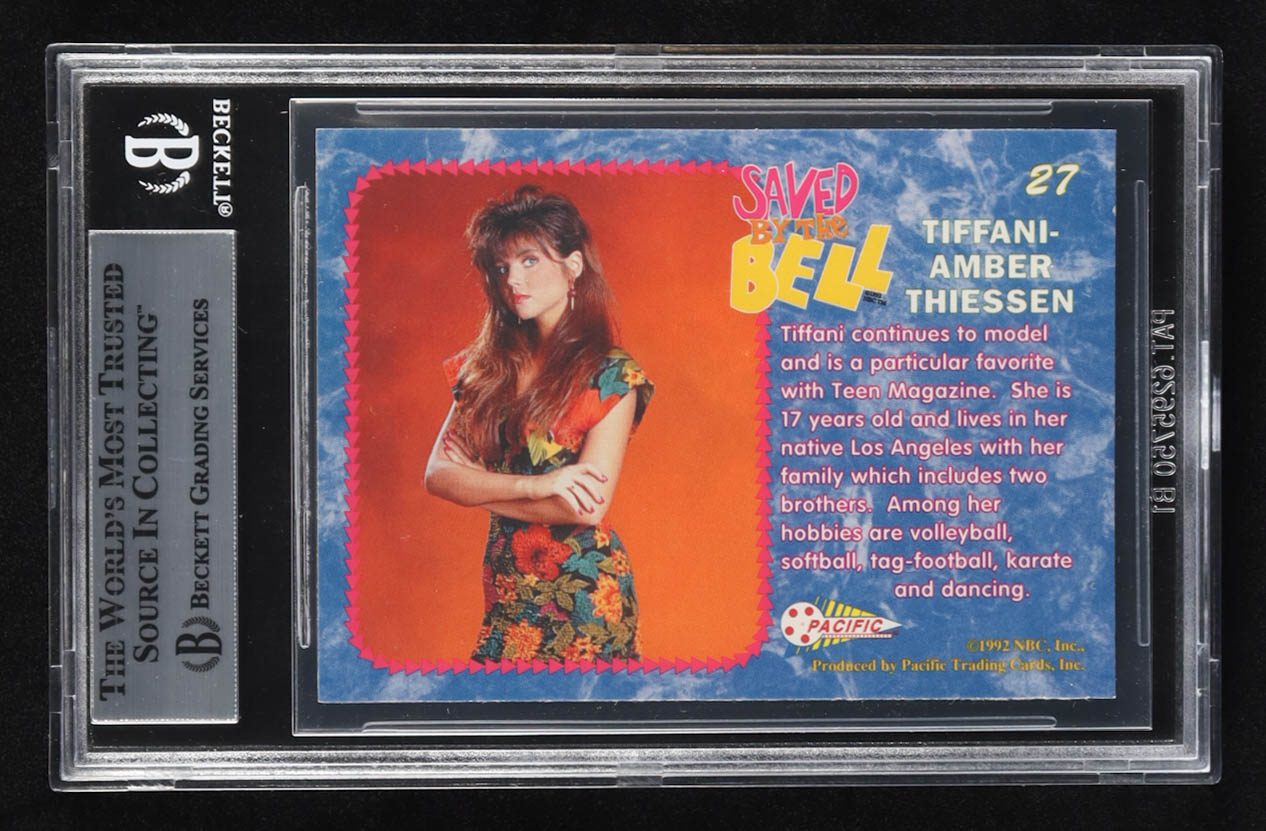 BECKETT®
B
THE WORLD'S MOST TRUSTED
SOURCE IN COLLECTING™
B BECKETT GRADING SERVICES
SAVED
BY THE
BELL
27
TIFFANI-
AMBER
THIESSEN
Tiffani continues to model
and is a particular favorite
with Teen Magazine. She is
17 years old and lives in her
native Los Angeles with her
family which includes two
brothers. Among her
hobbies are volleyball,
softball, tag-football, karate
and dancing.
PACIFIC
©1992 NBC, Inc.,
Produced by Pacific Trading Cards, Inc.